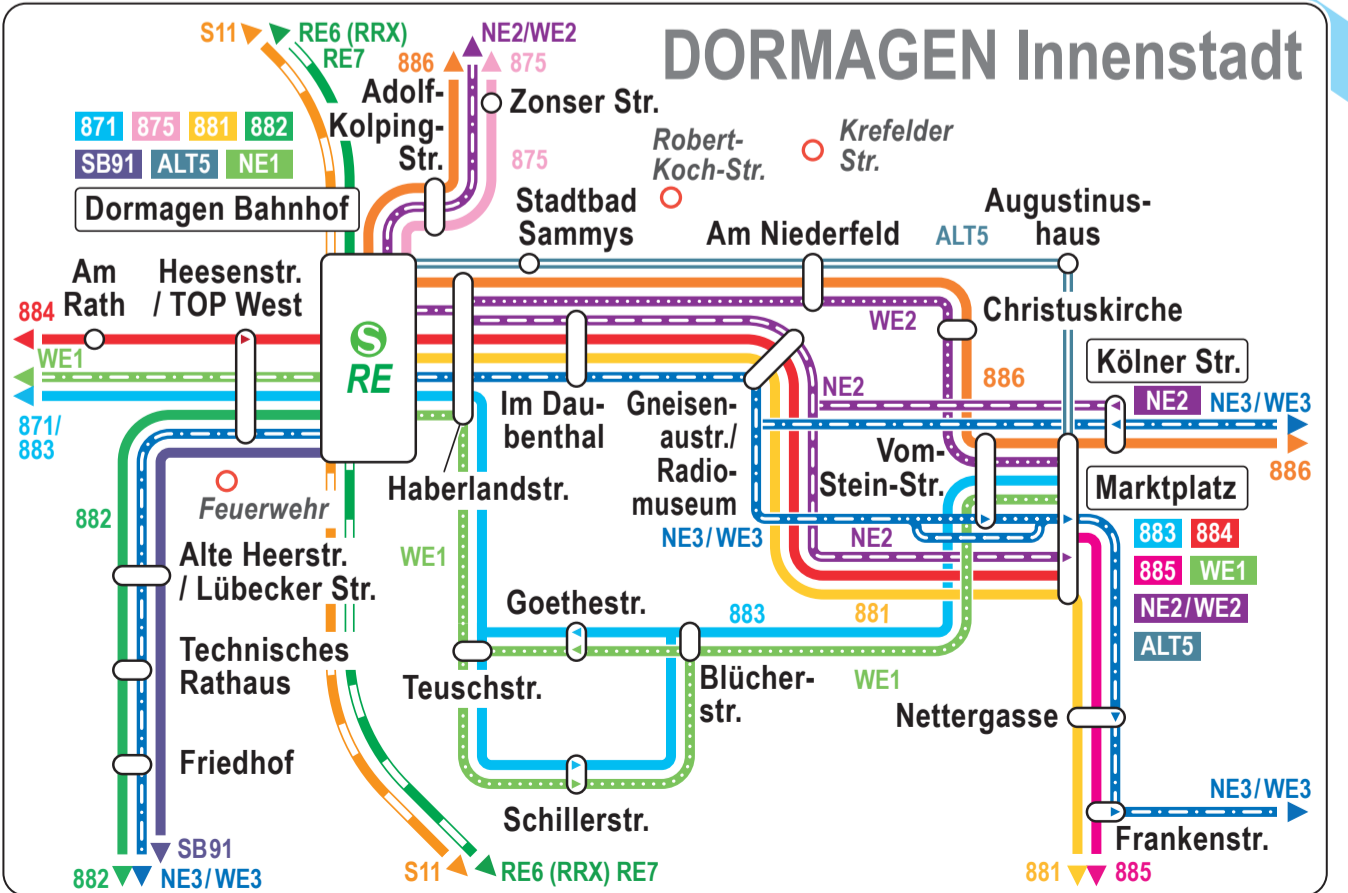 DORMAGEN Innenstadt
S11
RE6 (RRX)
RE7
NE2/WE2
886
875
Adolf-
Kolping-
Str.
Zonser Str.
875
871 875 881 882
SB91 ALT5 NE1
Dormagen Bahnhof
Robert-
Koch-Str.
Krefelder
Str.
Stadtbad
Sammys
Am Niederfeld
ALT5
Augustinus-
haus
Am
Rath
Heesenstr.
/ TOP West
884
WE1
871/
883
S
RE
WE2
Christuskirche
Kölner Str.
NE2 NE3/WE3
886
NE2
886
Im Dau-
benthal
Gneisen-
austr./
Radio-
museum
Vom-
Stein-Str.
Haberlandstr.
Marktplatz
883 884
885 WE1
NE2/WE2
ALT5
Feuerwehr
882
NE3/WE3
NE2
WE1
Alte Heerstr.
/ Lübecker Str.
Goethestr.
883
881
Technisches
Rathaus
Teuschstr.
Blücher-
str.
WE1
Nettergasse
Friedhof
Schillerstr.
NE3/WE3
Frankenstr.
SB91
882
NE3/WE3
S11
RE6 (RRX) RE7
881
885